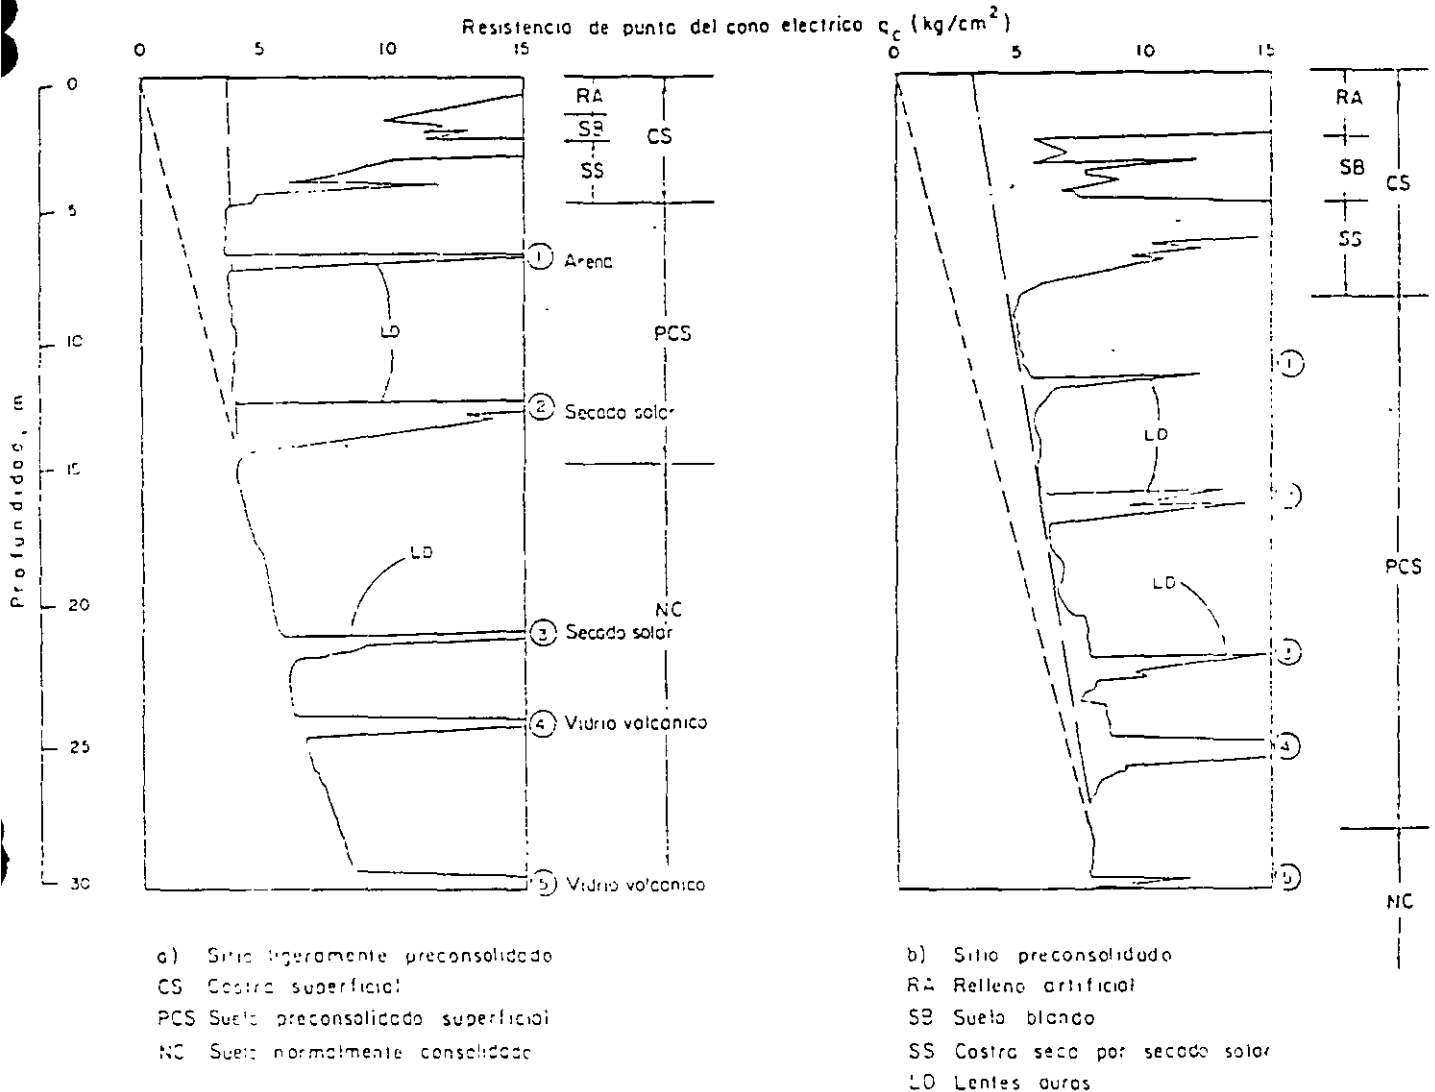 Resistencia de punta del cono electrico q_c (kg/cm²)
0 5 10 15
0 5 10 15
Profundidad, m
0
5
10
15
20
25
30
RA
SB
SS
CS
1 Arena
LD
PCS
2 Secado solar
LD
NC
3 Secado solar
4 Vidrio volcanico
5 Vidrio volcanico
RA
SB
SS
CS
1
LD
LD
PCS
3
4
5
NC
a) Sitio ligeramente preconsolidado
CS Costra superficial
PCS Suelo preconsolidado superficial
NC Suelo normalmente consolidado
b) Sitio preconsolidado
RA Relleno artificial
SB Suelo blando
SS Costra seca por secado solar
LD Lentes duras